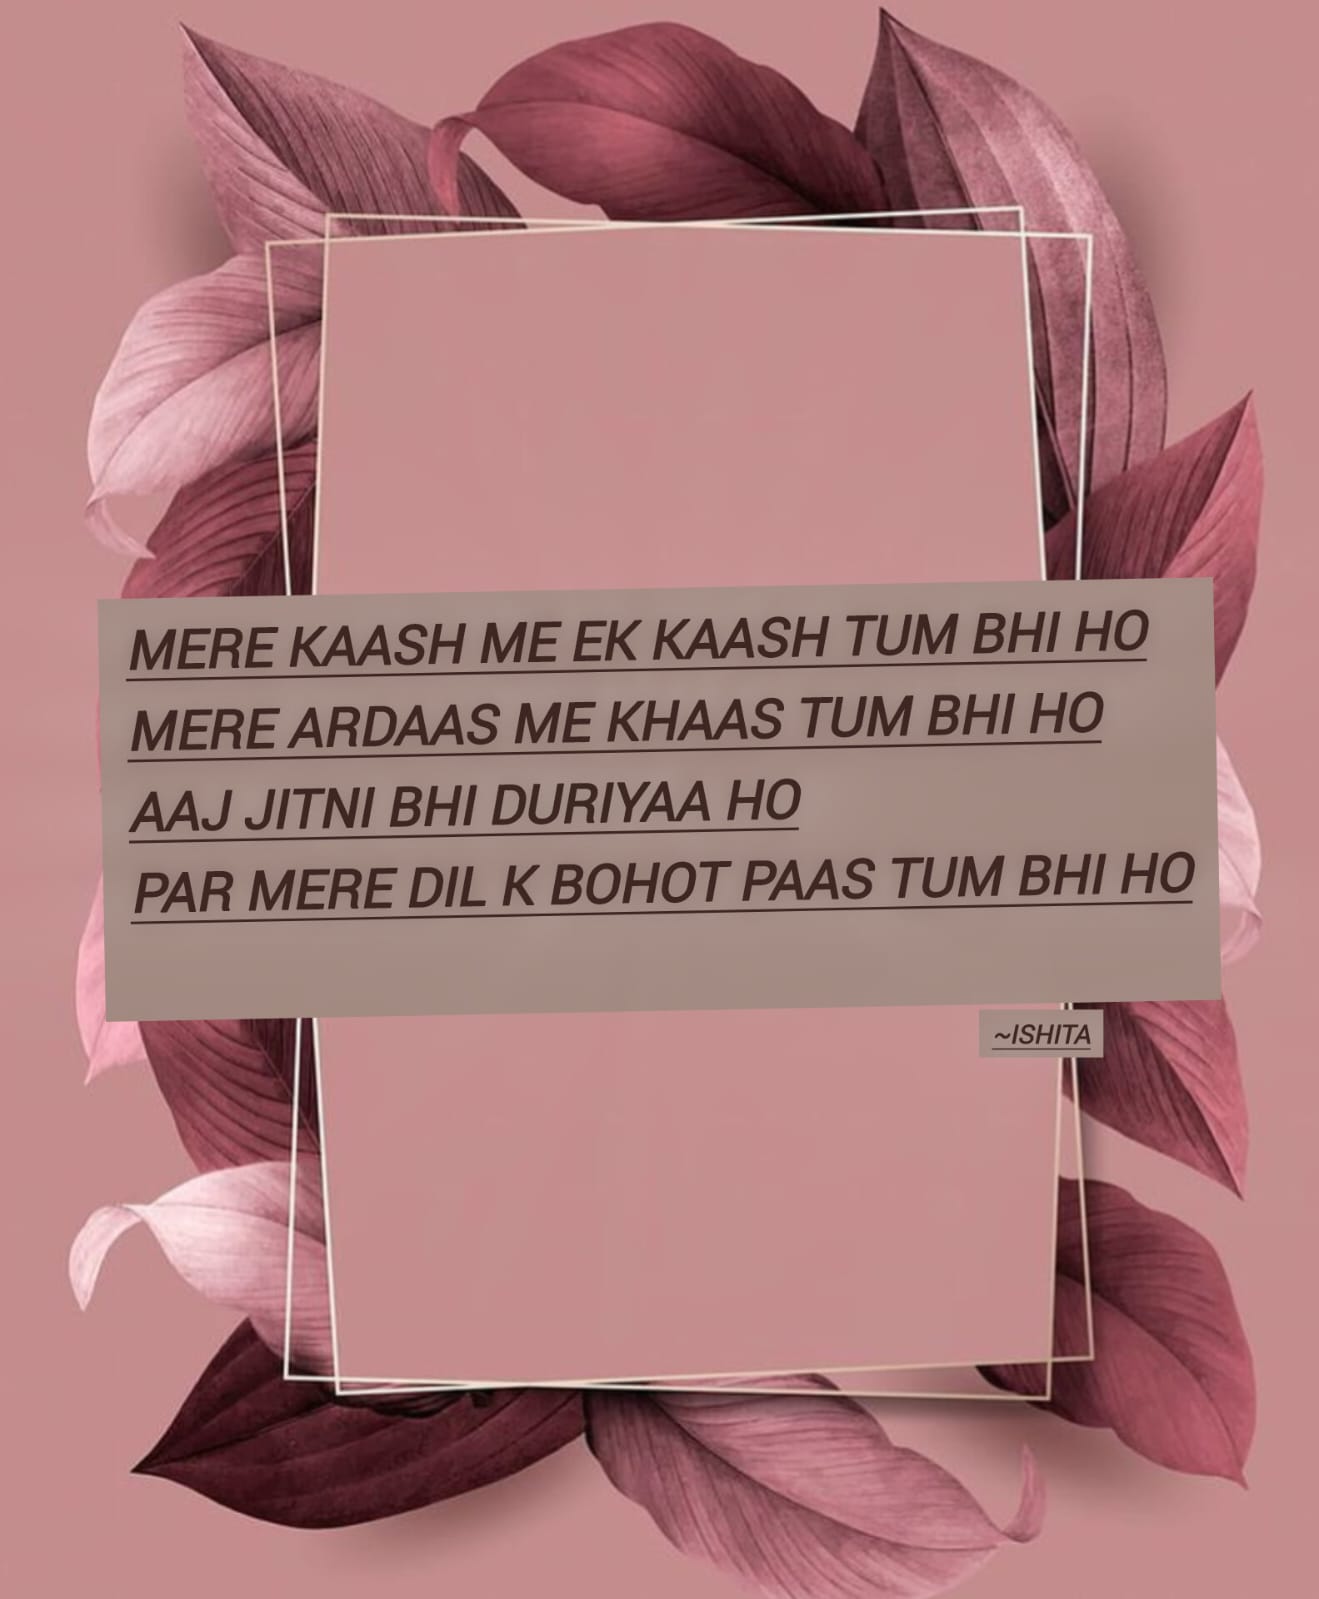 MERE KAASH ME EK KAASH TUM BHI HO
MERE ARDAAS ME KHAAS TUM BHI HO
AAJ JITNI BHI DURIYAA HO
PAR MERE DIL K BOHOT PAAS TUM BHI HO
~ISHITA